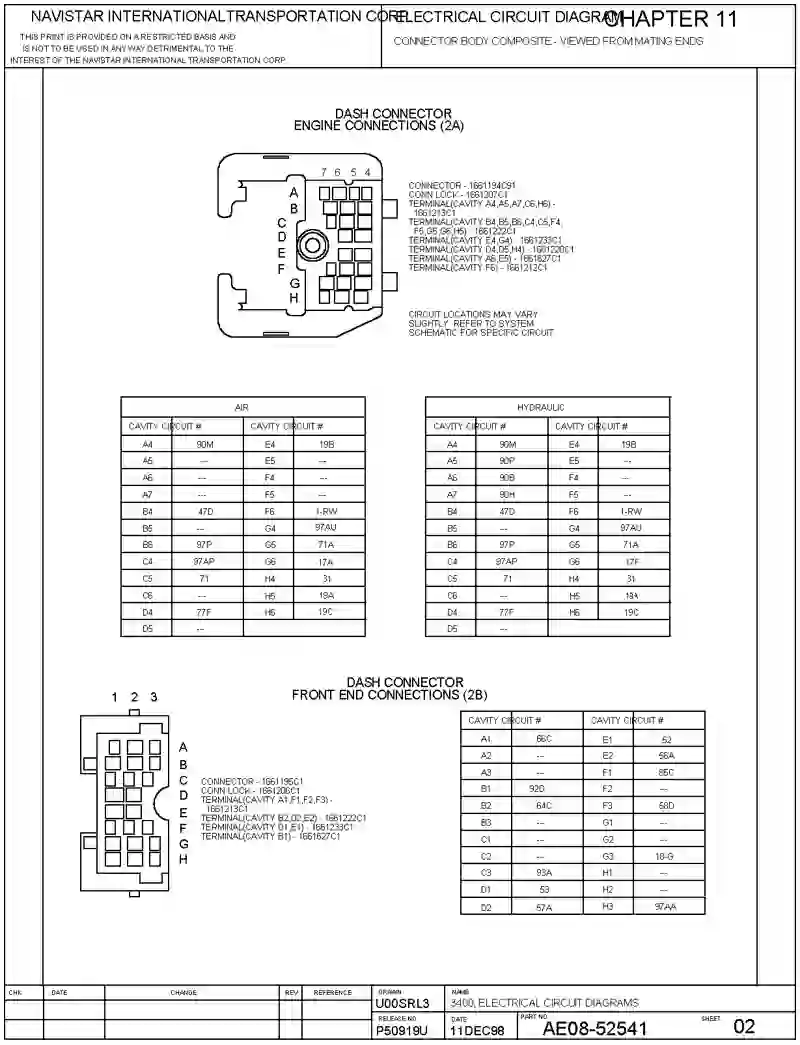 NAVISTAR INTERNATIONAL TRANSPORTATION CORP.
THIS PRINT IS PROVIDED ON A RESTRICTED BASIS AND
IS NOT TO BE USED IN ANY WAY DETRIMENTAL TO THE
INTEREST OF THE NAVISTAR INTERNATIONAL TRANSPORTATION CORP.
ELECTRICAL CIRCUIT DIAGRAM
CHAPTER 11
CONNECTOR BODY COMPOSITE - VIEWED FROM MATING ENDS
DASH CONNECTOR
ENGINE CONNECTIONS (2A)
7 6 5 4
A
B
C
D
E
F
G
H
CONNECTOR - 1661194C91
CONN LOCK - 1661207C1
TERMINAL(CAVITY A4,A5,A7,C6,H6) -
1661213C1
TERMINAL(CAVITY B4,B5,B6,C4,C5,F4,
F5,G5,G6,H5) - 1661222C1
TERMINAL(CAVITY E4,G4) - 1661233C1
TERMINAL(CAVITY D4,D5,H4) - 1661220C1
TERMINAL(CAVITY A6,E5) - 1661627C1
TERMINAL(CAVITY F6) - 1661212C1
CIRCUIT LOCATIONS MAY VARY
SLIGHTLY REFER TO SYSTEM
SCHEMATIC FOR SPECIFIC CIRCUIT
AIR
CAVITY CIRCUIT # CAVITY CIRCUIT #
A4 90M E4 19B
A5 --- E5 ---
A6 --- F4 ---
A7 --- F5 ---
B4 47D F6 1-RW
B5 --- G4 97AU
B6 97P G5 71A
C4 97AP G6 17A
C5 71 H4 31
C6 --- H5 18A
D4 77F H6 19C
D5 ---
HYDRAULIC
CAVITY CIRCUIT # CAVITY CIRCUIT #
A4 90M E4 19B
A5 90P E5 ---
A6 90B F4 ---
A7 90H F5 ---
B4 47D F6 1-RW
B5 --- G4 97AU
B6 97P G5 71A
C4 97AP G6 17F
C5 71 H4 31
C6 --- H5 18A
D4 77F H6 19C
D5 ---
DASH CONNECTOR
FRONT END CONNECTIONS (2B)
1 2 3
A
B
C
D
E
F
G
H
CONNECTOR - 1661195C1
CONN LOCK - 1661206C1
TERMINAL(CAVITY A1,F1,F2,F3) -
1661213C1
TERMINAL(CAVITY B2,D2,E2) - 1661222C1
TERMINAL(CAVITY D1,E1) - 1661233C1
TERMINAL(CAVITY B1) - 1661627C1
CAVITY CIRCUIT # CAVITY CIRCUIT #
A1 66C E1 52
A2 --- E2 56A
A3 --- F1 85C
B1 92D F2 ---
B2 64C F3 58D
B3 --- G1 ---
C1 --- G2 ---
C2 --- G3 18-G
C3 93A H1 ---
D1 53 H2 ---
D2 57A H3 97AA
CHK DATE CHANGE REV REFERENCE
DRAWN
U00SRL3
NAME
3400, ELECTRICAL CIRCUIT DIAGRAMS
RELEASE NO.
P50919U
DATE
11DEC98
PART NO.
AE08-52541
SHEET
02